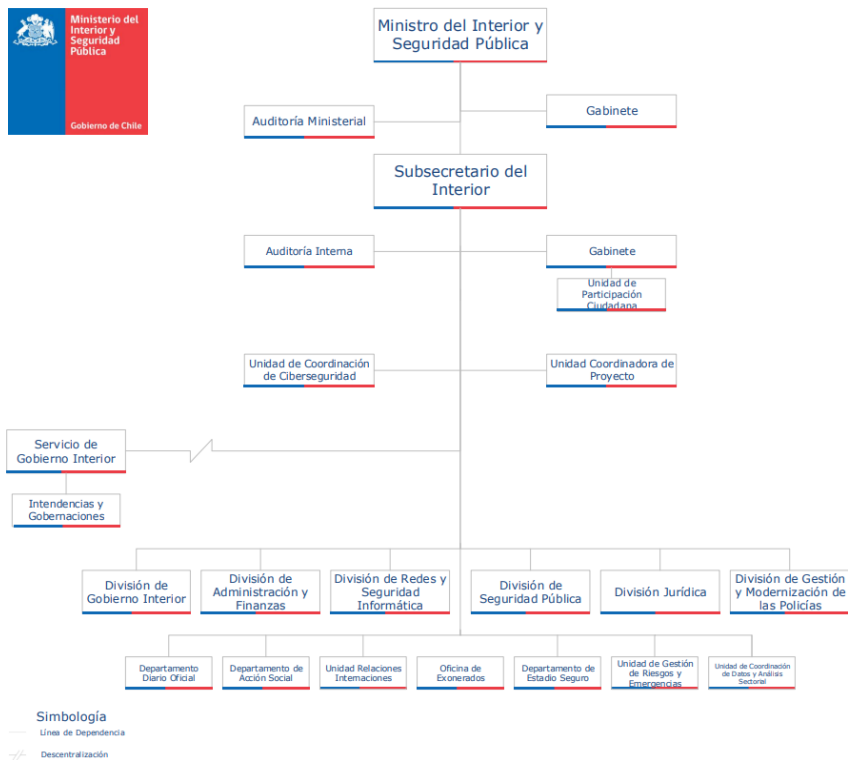 Ministerio del
Interior y
Seguridad
Pública
Gobierno de Chile
Ministro del Interior y
Seguridad Pública
Auditoría Ministerial
Gabinete
Subsecretario del
Interior
Auditoría Interna
Gabinete
Unidad de
Participación
Ciudadana
Unidad de Coordinación
de Ciberseguridad
Unidad Coordinadora de
Proyecto
Servicio de
Gobierno Interior
Intendencias y
Gobernaciones
División de
Gobierno Interior
División de
Administración y
Finanzas
División de Redes y
Seguridad
Informática
División de
Seguridad Pública
División Jurídica
División de Gestión
y Modernización de
las Policías
Departamento
Diario Oficial
Departamento de
Acción Social
Unidad Relaciones
Internaciones
Oficina de
Exonerados
Departamento de
Estadio Seguro
Unidad de Gestión
de Riesgos y
Emergencias
Unidad de Coordinación
de Datos y Análisis
Sectorial
Simbología
Línea de Dependencia
Descentralización